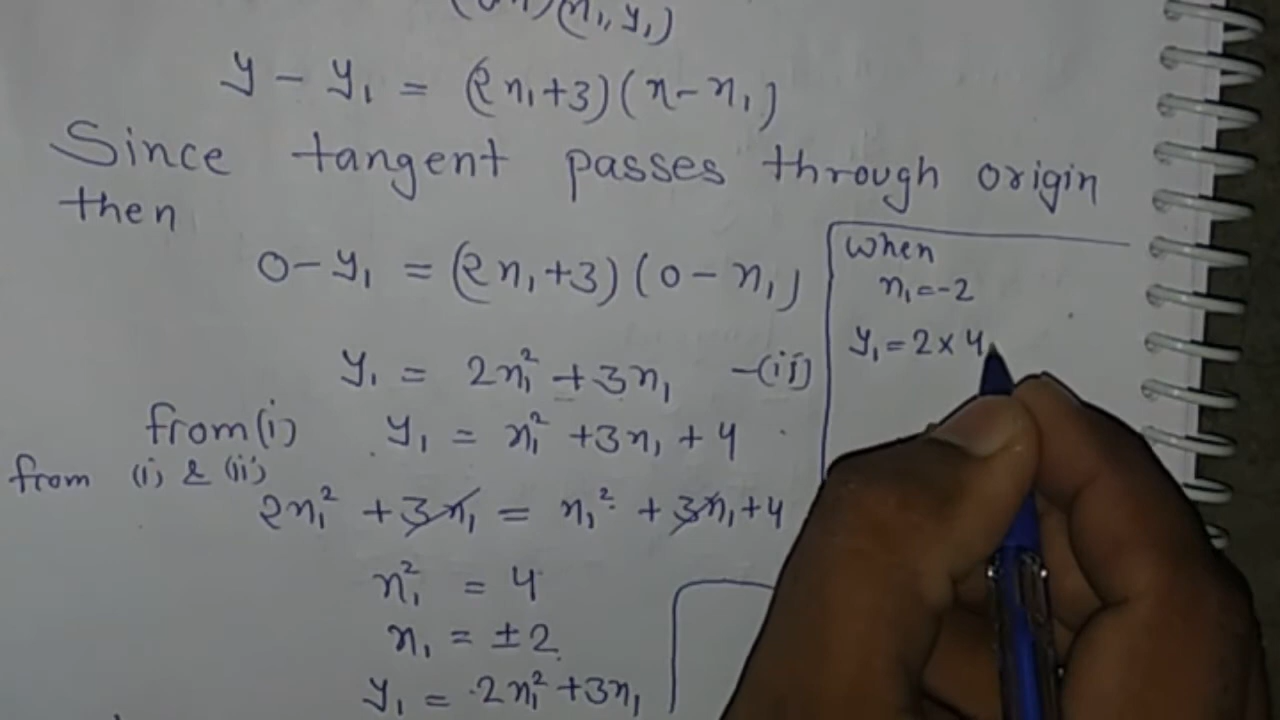 (x₁, y₁)
y - y₁ = (2x₁+3)(x-x₁)
Since tangent passes through origin
then
0-y₁ = (2x₁+3)(0-x₁)
y₁ = 2x₁² + 3x₁ -(ii)
from(i) y₁ = x₁² +3x₁ + 4
from (i) & (ii)
2x₁² + 3x₁ = x₁² + 3x₁+4
x₁² = 4
x₁ = ±2
y₁ = 2x₁² +3x₁
when
x₁=-2
y₁=2×4